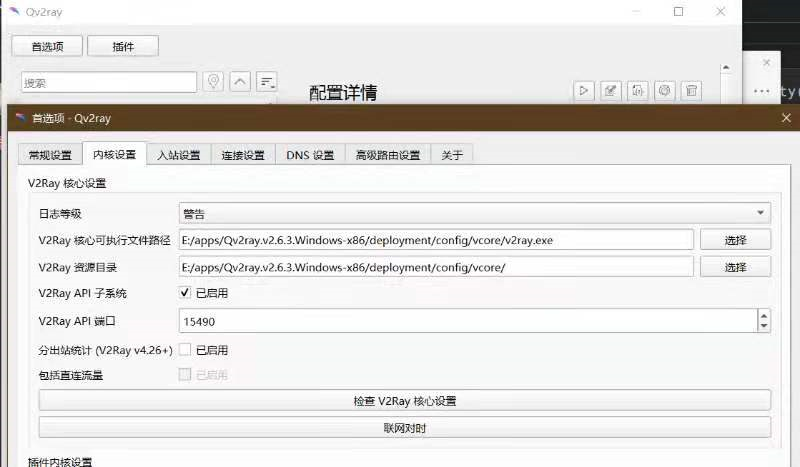 Qv2ray
首选项 插件
搜索
配置详情
首选项 - Qv2ray
常规设置 内核设置 入站设置 连接设置 DNS 设置 高级路由设置 关于
V2Ray 核心设置
日志等级 警告
V2Ray 核心可执行文件路径 E:/apps/Qv2ray.v2.6.3.Windows-x86/deployment/config/vcore/v2ray.exe 选择
V2Ray 资源目录 E:/apps/Qv2ray.v2.6.3.Windows-x86/deployment/config/vcore/ 选择
V2Ray API 子系统 已启用
V2Ray API 端口 15490
分出站统计 (V2Ray v4.26+) 已启用
包括直连流量 已启用
检查 V2Ray 核心设置
联网对时
插件内核设置